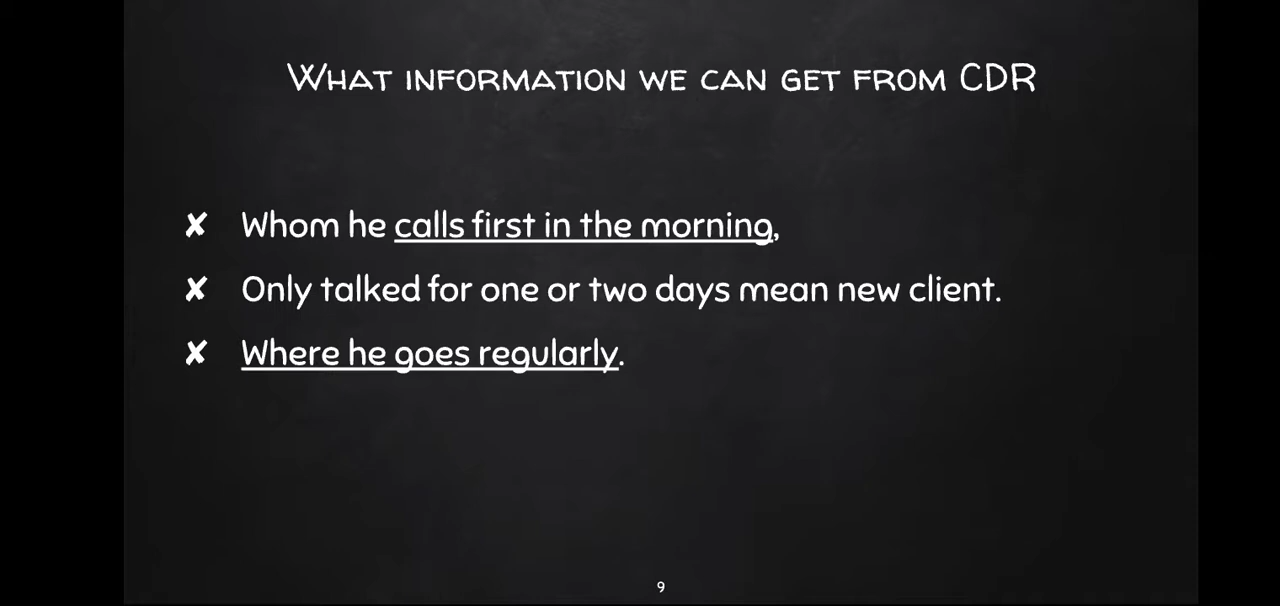 What information we can get from CDR
✘ Whom he calls first in the morning,
✘ Only talked for one or two days mean new client.
✘ Where he goes regularly.
9